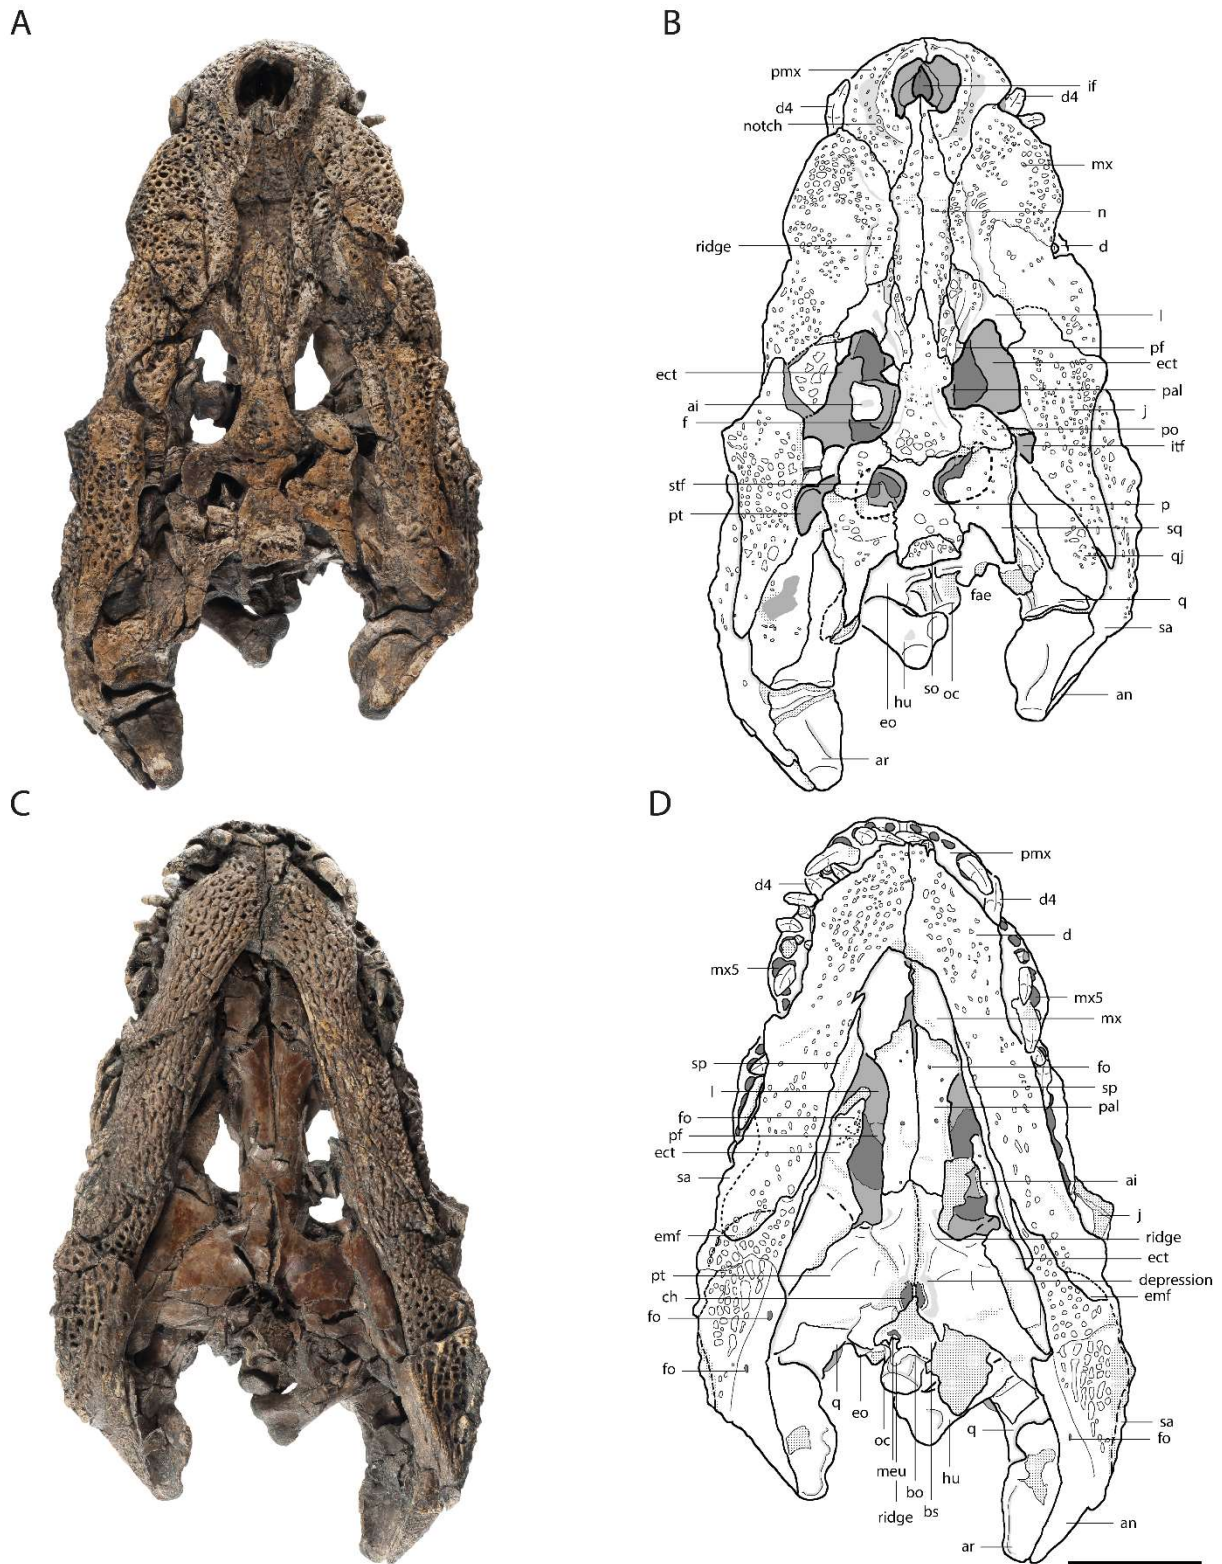 A
B
pmx
d4
notch
ridge
ect
ai
f
stf
pt
if
d4
mx
n
d
l
pf
ect
pal
j
po
itf
p
sq
qj
q
sa
an
fae
so
oc
hu
eo
ar
C
D
d4
mx5
sp
l
fo
pf
ect
sa
emf
pt
ch
fo
fo
pmx
d4
d
mx5
mx
fo
sp
pal
ai
j
ridge
ect
depression
emf
sa
fo
an
q
eo
oc
meu
ridge
bo
bs
hu
q
ar